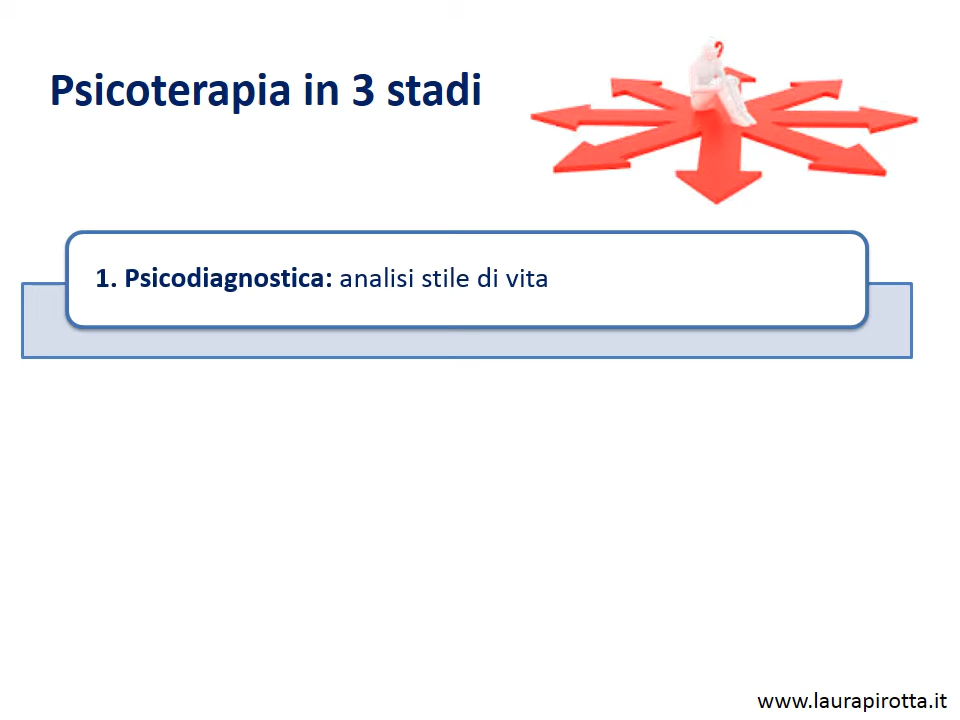 Psicoterapia in 3 stadi
?
1. Psicodiagnostica: analisi stile di vita
www.laurapirotta.it